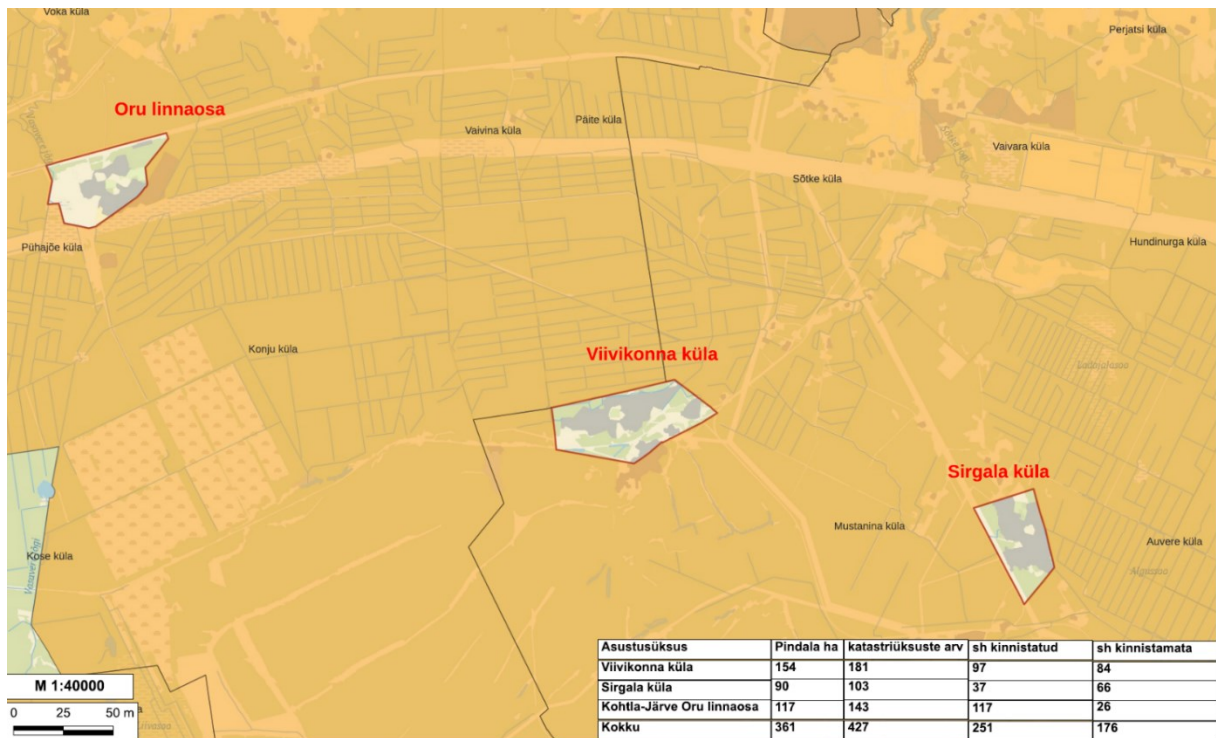 Voka küla
Perjatsi küla
Oru linnaosa
Päite küla
Vaivina küla
Vaivara küla
Sõtke küla
Pühajõe küla
Hundinurga küla
Konju küla
Viivikonna küla
Sirgala küla
Mustanina küla
Auvere küla
Kose küla
Vasavere jõgi
M 1:40000
0 25 50 m
Asustusüksus Pindala ha katastriüksuste arv sh kinnistatud sh kinnistamata
Viivikonna küla 154 181 97 84
Sirgala küla 90 103 37 66
Kohtla-Järve Oru linnaosa 117 143 117 26
Kokku 361 427 251 176